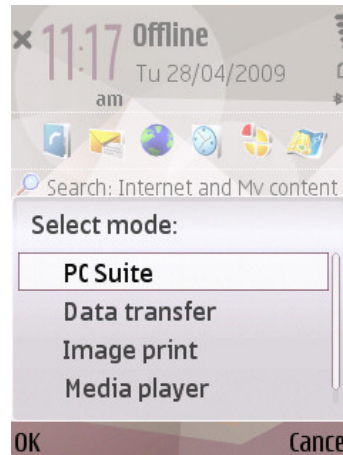 11:17 Offline
Tu 28/04/2009
am
Search: Internet and My content
Select mode:
PC Suite
Data transfer
Image print
Media player
OK Cance